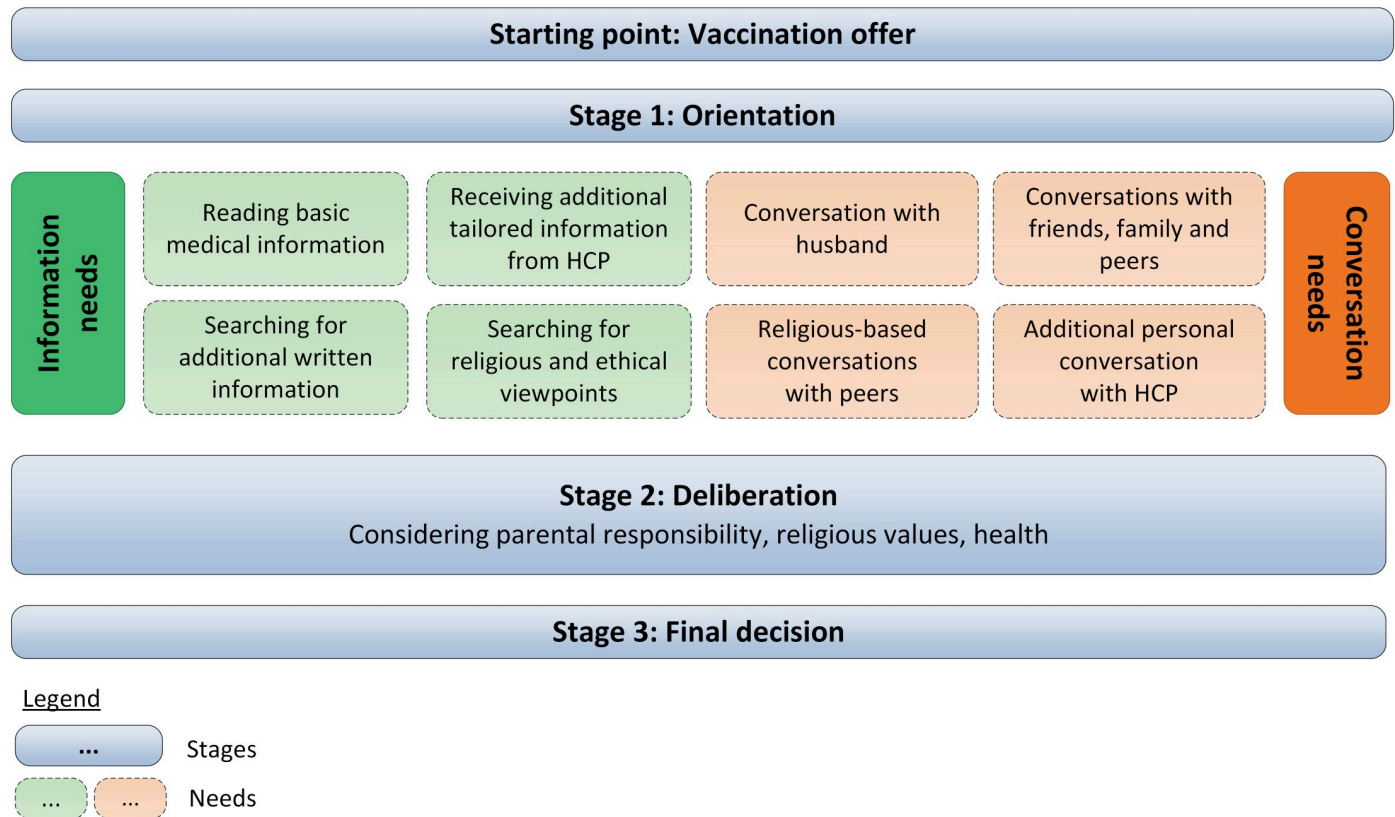 Starting point: Vaccination offer
Stage 1: Orientation
Information
needs
Reading basic
medical information
Receiving additional
tailored information
from HCP
Conversation with
husband
Conversations with
friends, family and
peers
Conversation
needs
Searching for
additional written
information
Searching for
religious and ethical
viewpoints
Religious-based
conversations
with peers
Additional personal
conversation
with HCP
Stage 2: Deliberation
Considering parental responsibility, religious values, health
Stage 3: Final decision
Legend
... Stages
... ... Needs